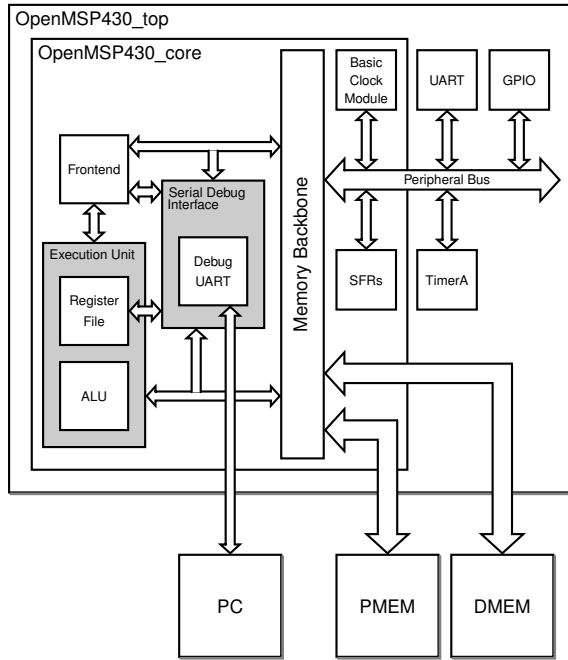 OpenMSP430_top
OpenMSP430_core
Basic
Clock
Module
UART
GPIO
Frontend
Peripheral Bus
Serial Debug
Interface
Memory Backbone
Execution Unit
Debug
UART
SFRs
TimerA
Register
File
ALU
PC
PMEM
DMEM